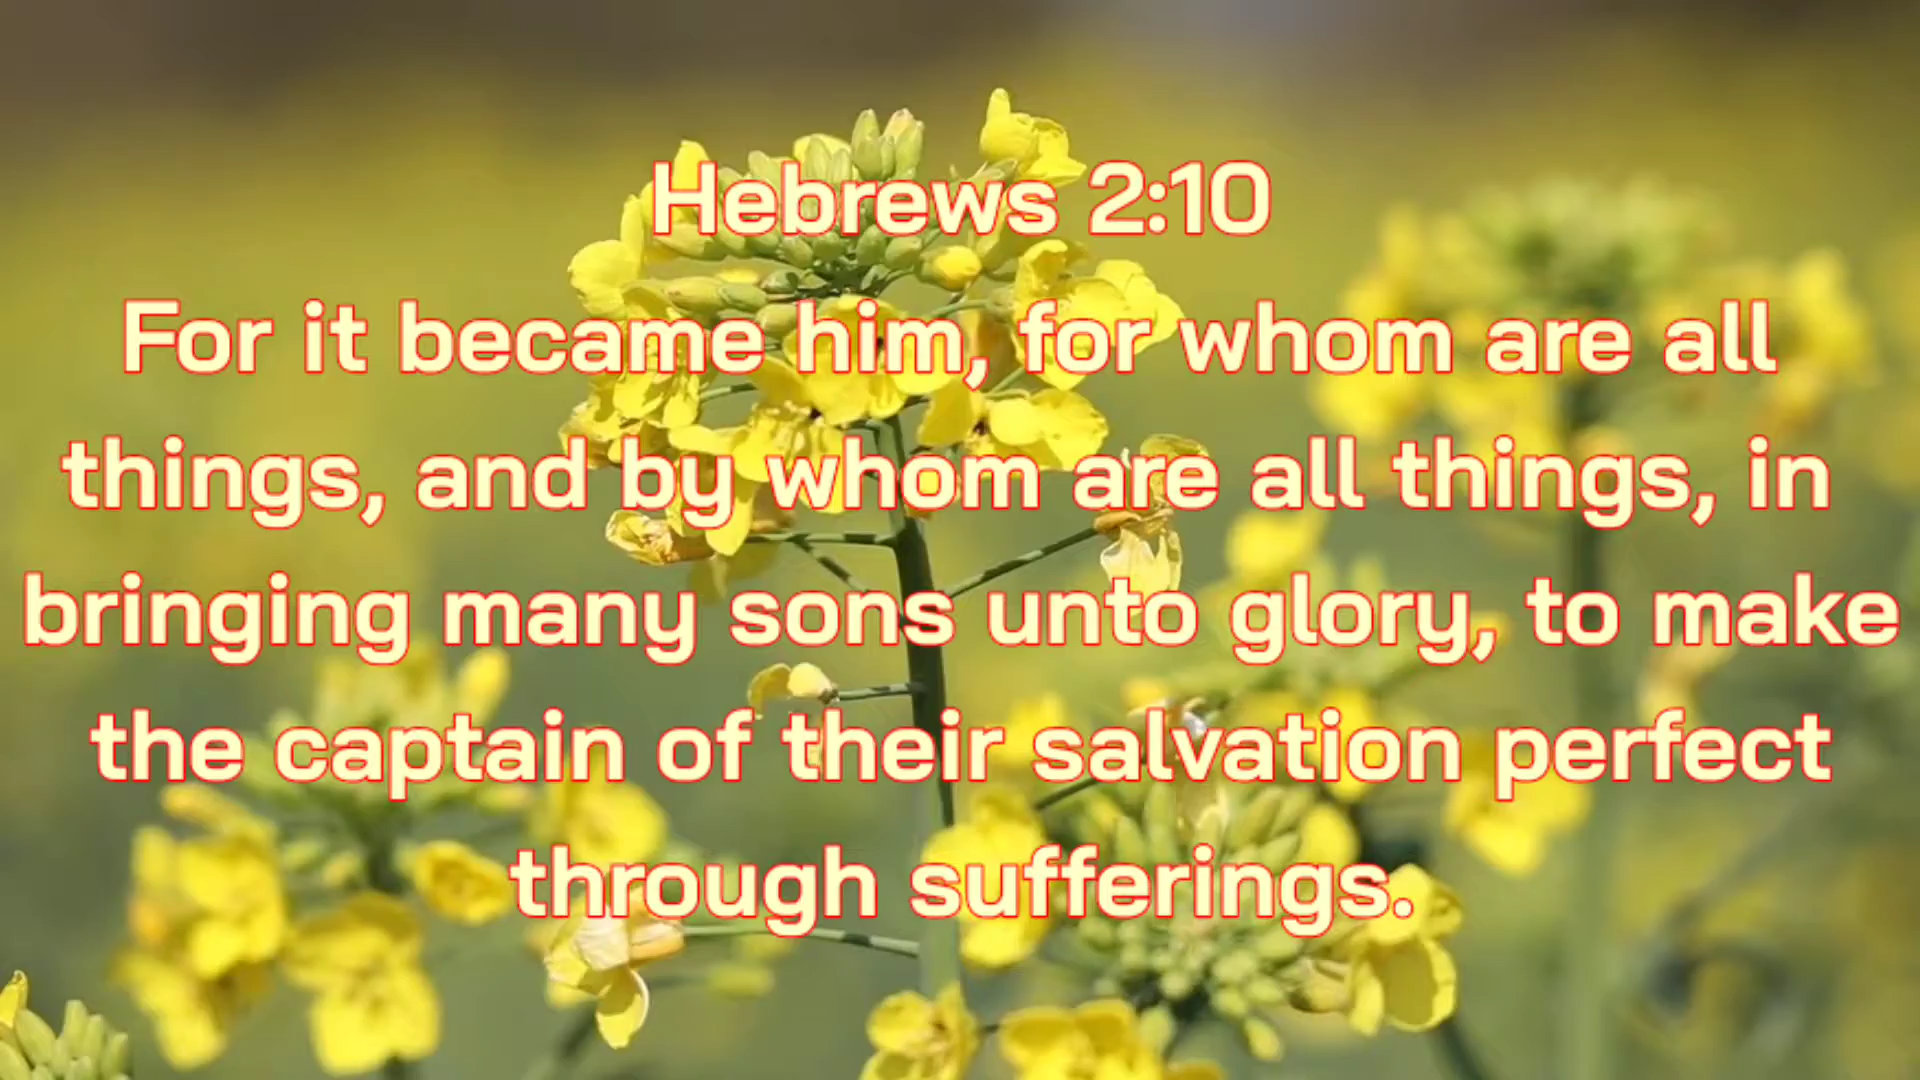 Hebrews 2:10
For it became him, for whom are all
things, and by whom are all things, in
bringing many sons unto glory, to make
the captain of their salvation perfect
through sufferings.